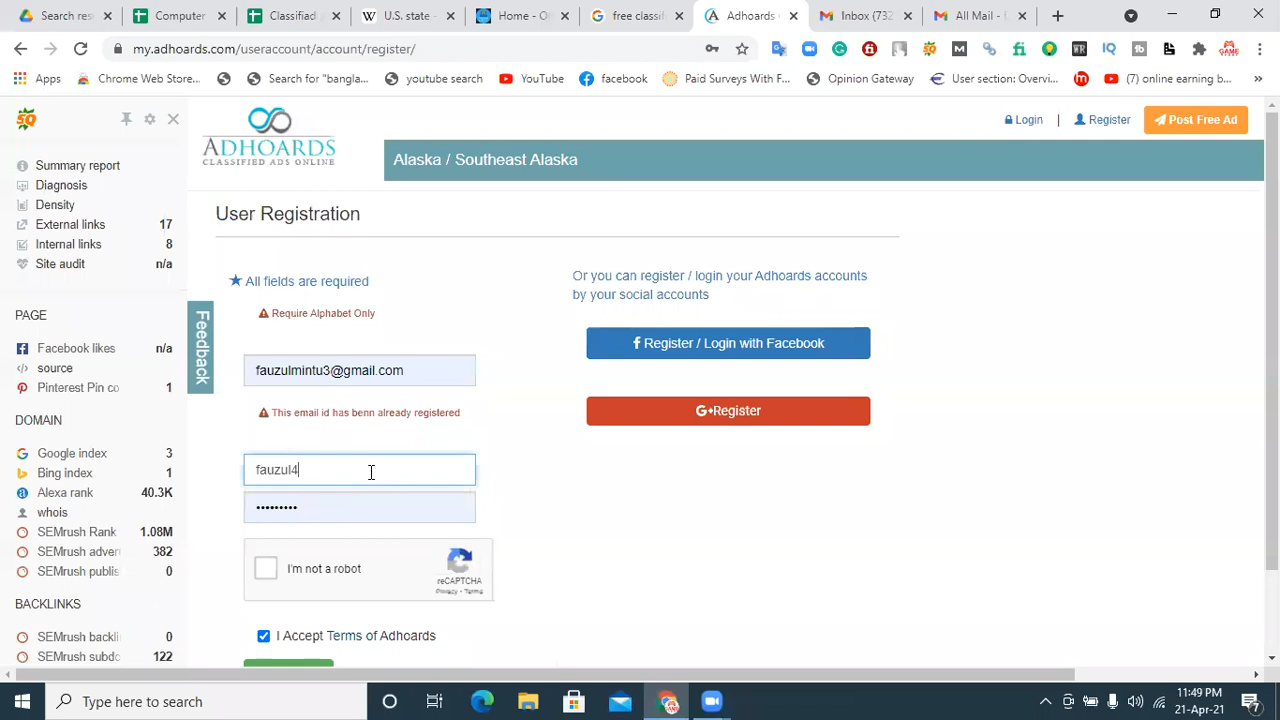 Search res
Computer
Classified
U.S. state -
Home - O
free classif
Adhoards
Inbox (732
All Mail -
my.adhoards.com/useraccount/account/register/
Apps
Chrome Web Store...
Search for "bangla...
youtube search
YouTube
facebook
Paid Surveys With F...
Opinion Gateway
User section: Overvi...
(7) online earning b...
SQ
Summary report
Diagnosis
Density
External links 17
Internal links 8
Site audit n/a
PAGE
Facebook likes n/a
source
Pinterest Pin co 1
DOMAIN
Google index 3
Bing index 1
Alexa rank 40.3K
whois
SEMrush Rank 1.08M
SEMrush adver 382
SEMrush publis 0
BACKLINKS
SEMrush backli 0
SEMrush subdo 122
ADHOARDS
CLASSIFIED ADS ONLINE
Login | Register Post Free Ad
Alaska / Southeast Alaska
User Registration
Feedback
All fields are required
Require Alphabet Only
fauzulmintu3@gmail.com
This email id has benn already registered
fauzul4
•••••••••
I'm not a robot
reCAPTCHA
Privacy - Terms
I Accept Terms of Adhoards
Or you can register / login your Adhoards accounts
by your social accounts
f Register / Login with Facebook
G+Register
Type here to search
11:49 PM
21-Apr-21
7